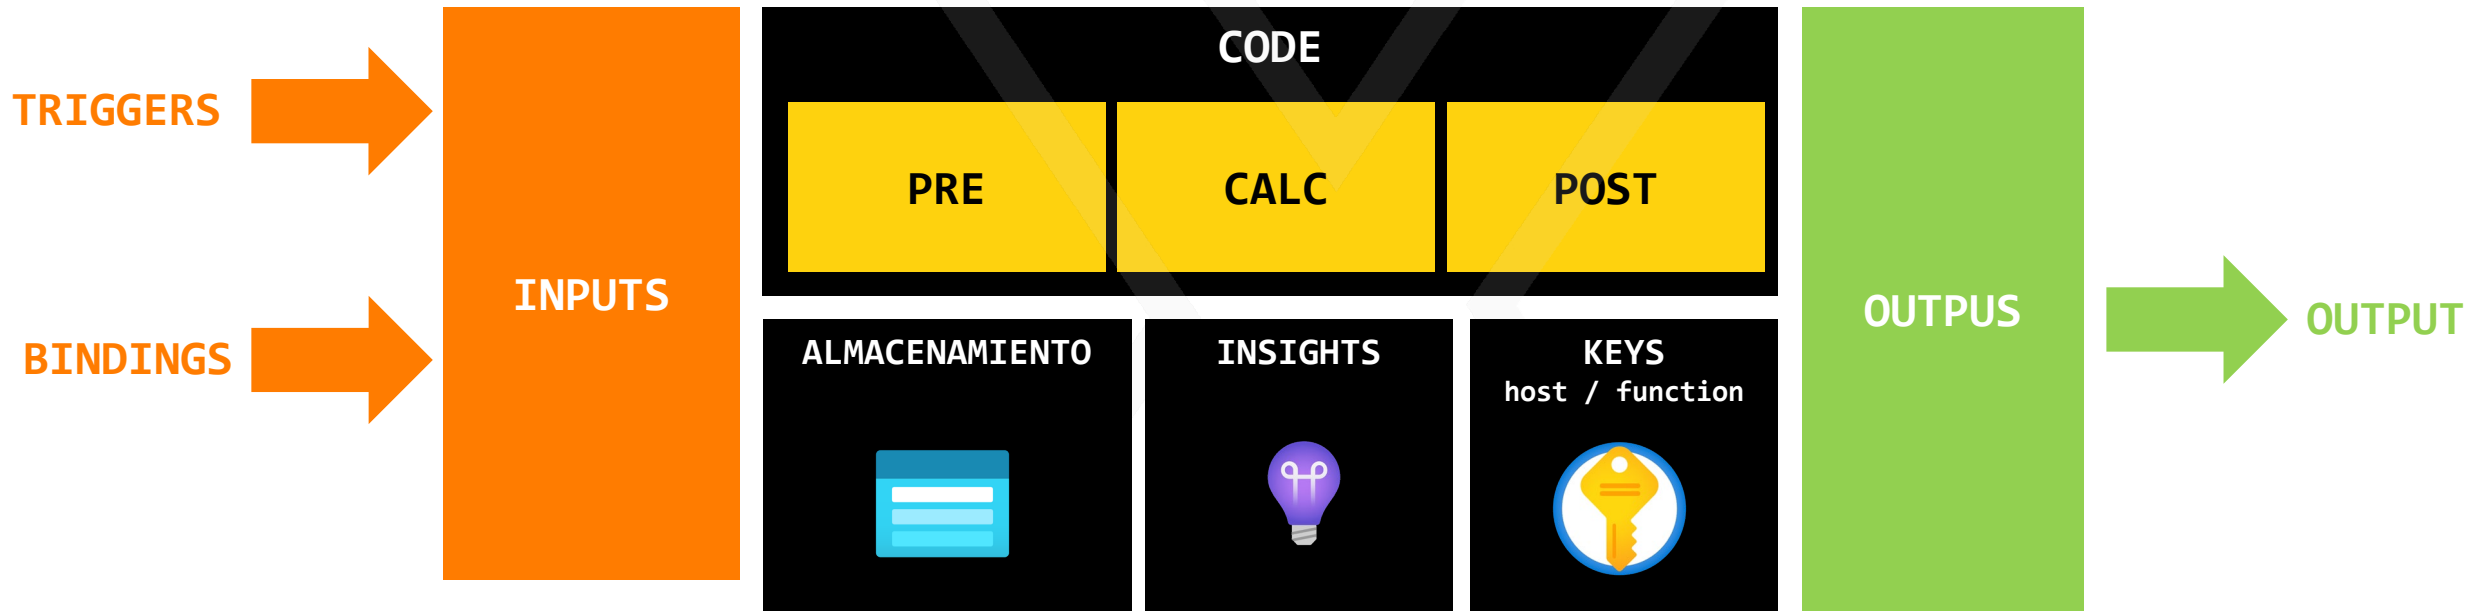 TRIGGERS
BINDINGS
INPUTS
CODE
PRE
CALC
POST
ALMACENAMIENTO
INSIGHTS
KEYS
host / function
OUTPUS
OUTPUT